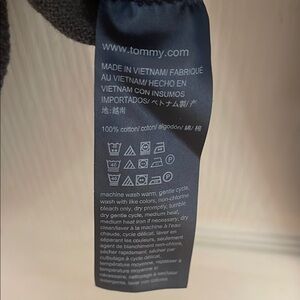 www.tommy.com
MADE IN VIETNAM/ FABRIQUÉ
AU VIETNAM/ HECHO EN
VIETNAM CON INSUMOS
IMPORTADOS/ ベトナム製/ 产
地: 越南
100% cotton/ coton/ algodón/ 綿/ 棉
machine wash warm, gentle cycle,
wash with like colors, non-chlorine
bleach only, dry promptly, tumble
dry gentle cycle, medium heat,
medium heat iron if necessary, dry
clean/laver à la machine à l'eau
chaude, cycle délicat, laver en
séparant les couleurs, seulement
agent de blanchiment non-chloré,
sécher rapidement, sécher par
culbutage à cycle délicat,
température moyenne, repasser à
température moyenne si
nécessaire, nettoyage à sec/lavar